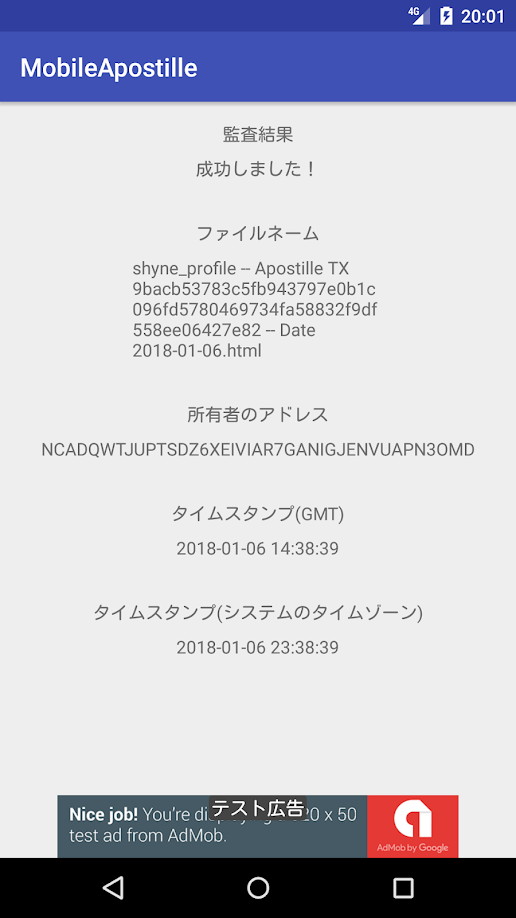 4G 20:01
MobileApostille
監査結果
成功しました！
ファイルネーム
shyne_profile -- Apostille TX
9bacb53783c5fb943797e0b1c
096fd5780469734fa58832f9df
558ee06427e82 -- Date
2018-01-06.html
所有者のアドレス
NCADQWTJUPTSDZ6XEIVIAR7GANIGJENVUAPN3OMD
タイムスタンプ(GMT)
2018-01-06 14:38:39
タイムスタンプ(システムのタイムゾーン)
2018-01-06 23:38:39
テスト広告
Nice job! You're 20 x 50
test ad from AdMob.
AdMob by Google